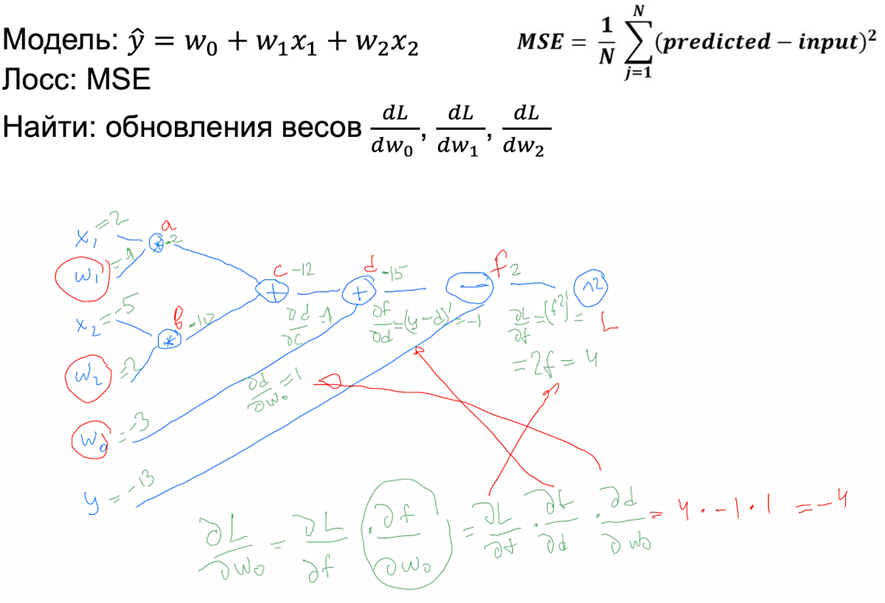 Модель: ŷ = w₀ + w₁x₁ + w₂x₂
MSE = 1/N ∑_{j=1}^{N} (predicted − input)²
Лосс: MSE
Найти: обновления весов dL/dw₀, dL/dw₁, dL/dw₂
x₁ = 2
a
* -2
w₁ = 1
c -12
+
d -15
+
f 2
−
^2
L
x₂ = -5
b
* -10
w₂ = 2
∂d/∂c = 1
∂f/∂d = (y-d)' = -1
∂L/∂f = (f²)' =
= 2f = 4
∂d/∂w₀ = 1
w₀ = -3
y = -13
∂L/∂w₀ = ∂L/∂f · ∂f/∂w₀ = ∂L/∂f · ∂f/∂d · ∂d/∂w₀ = 4 · -1 · 1 = -4